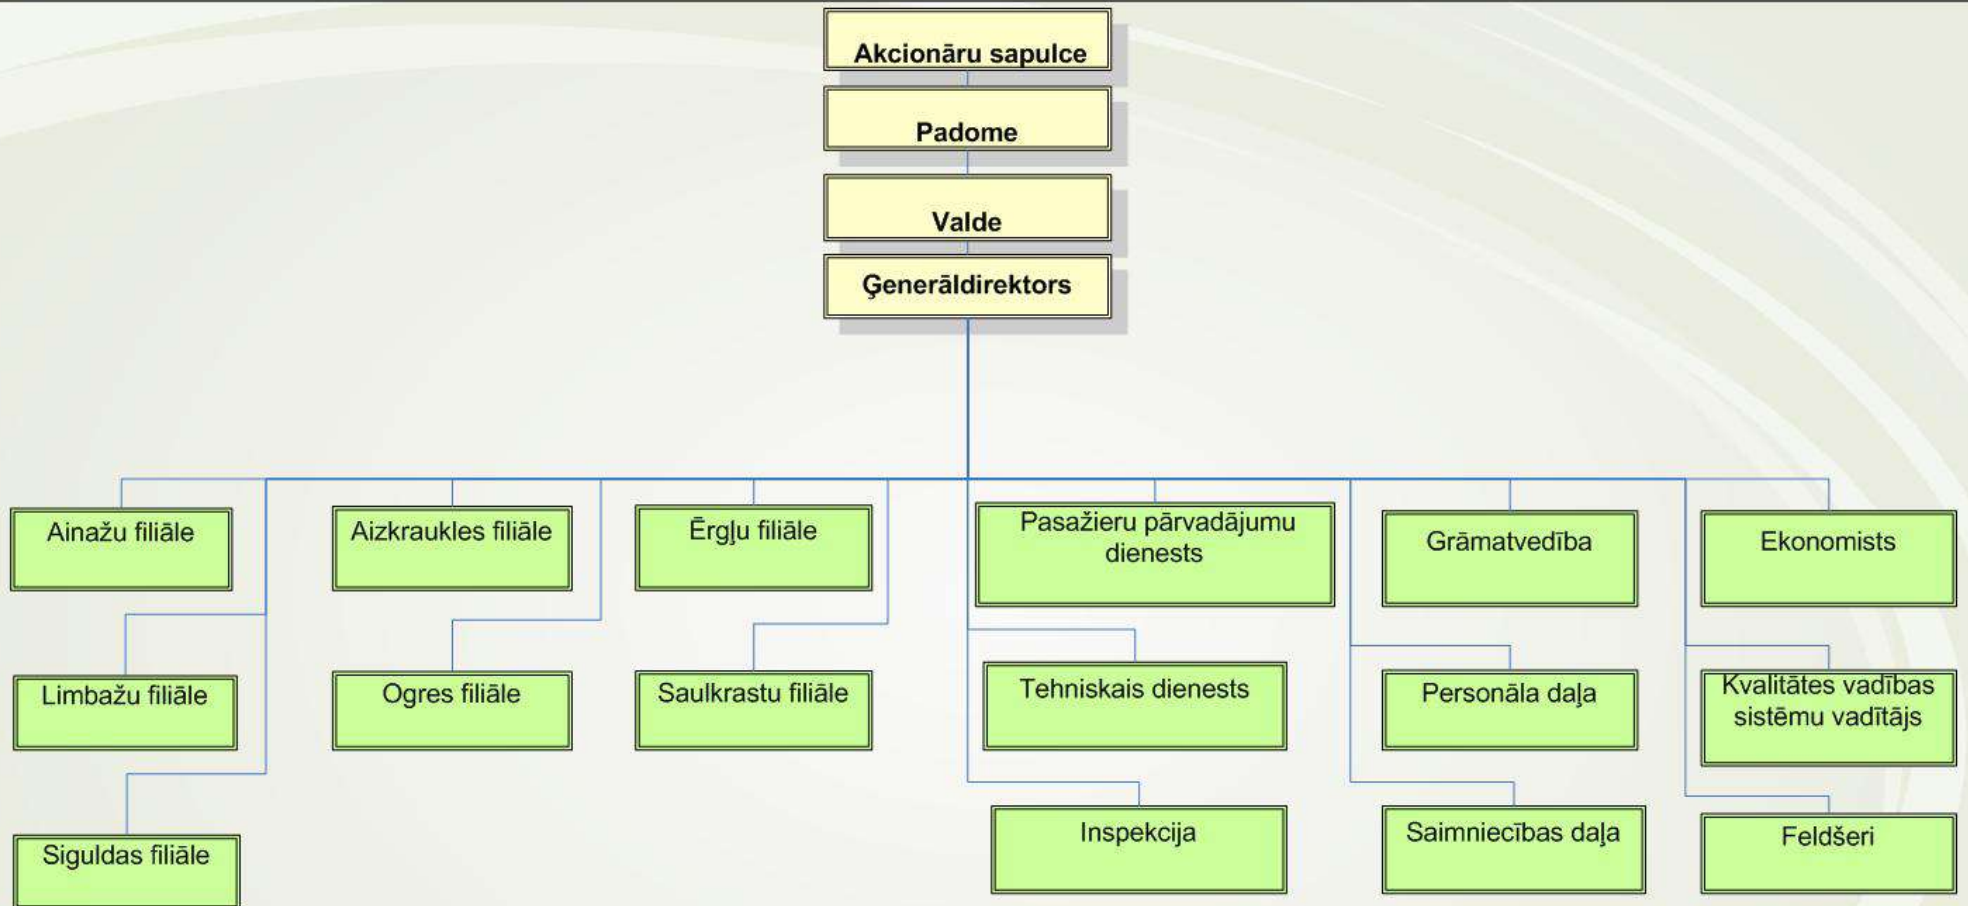 Akcionāru sapulce
Padome
Valde
Ģenerāldirektors
Ainažu filiāle
Aizkraukles filiāle
Ērgļu filiāle
Pasažieru pārvadājumu
dienests
Grāmatvedība
Ekonomists
Limbažu filiāle
Ogres filiāle
Saulkrastu filiāle
Tehniskais dienests
Personāla daļa
Kvalitātes vadības
sistēmu vadītājs
Siguldas filiāle
Inspekcija
Saimniecības daļa
Feldšeri